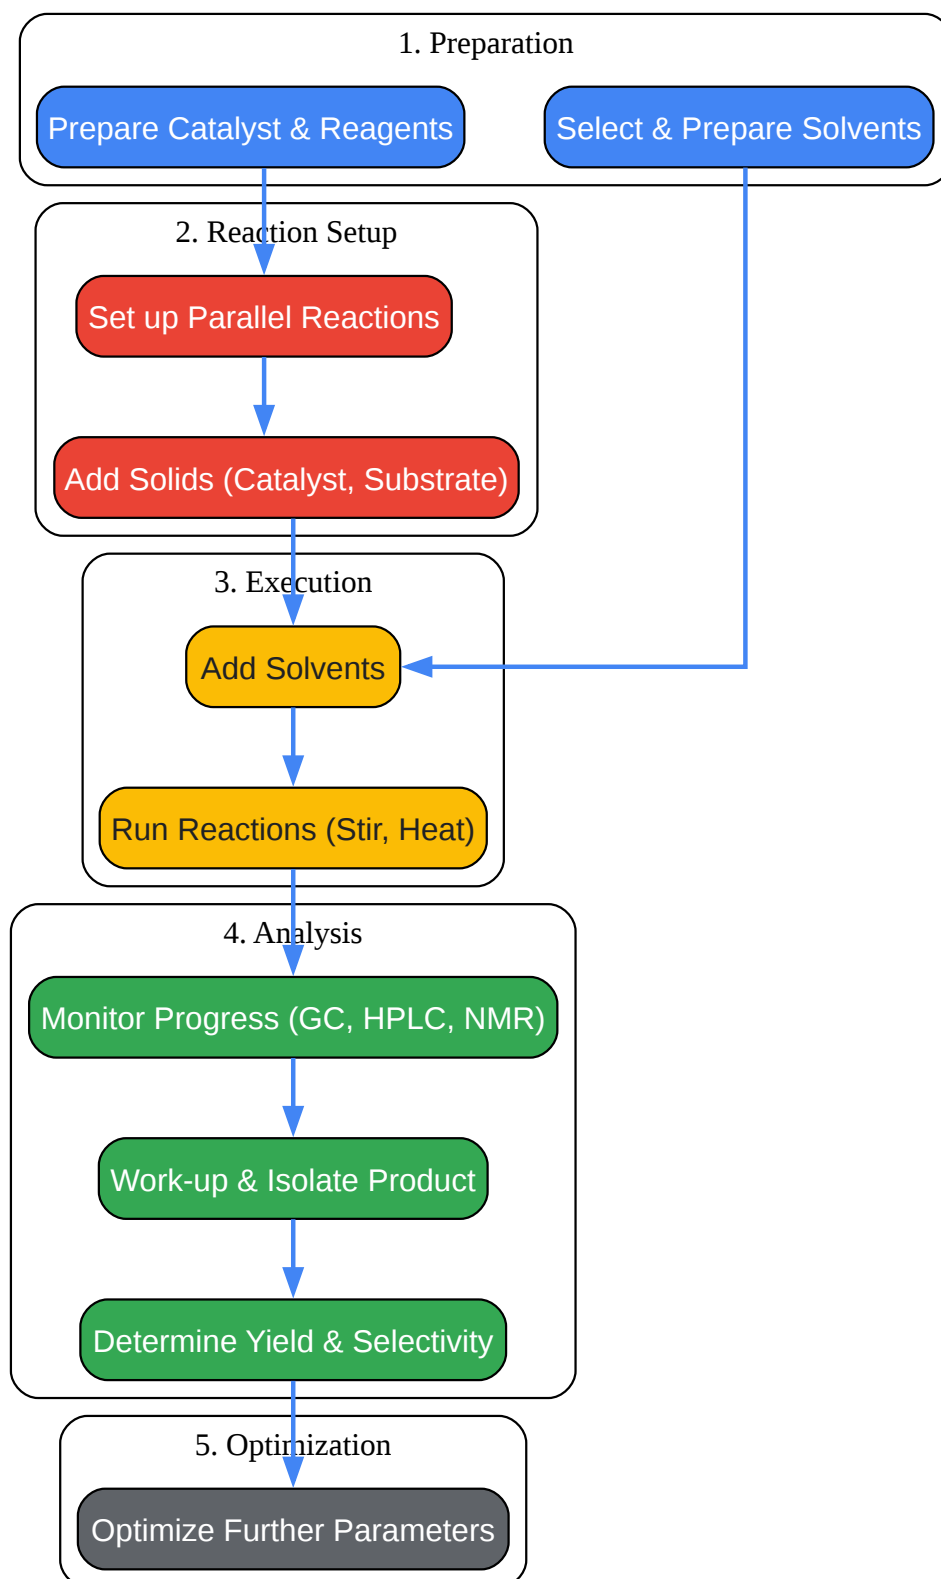 1. Preparation
Prepare Catalyst & Reagents
Select & Prepare Solvents
2. Reaction Setup
Set up Parallel Reactions
Add Solids (Catalyst, Substrate)
3. Execution
Add Solvents
Run Reactions (Stir, Heat)
4. Analysis
Monitor Progress (GC, HPLC, NMR)
Work-up & Isolate Product
Determine Yield & Selectivity
5. Optimization
Optimize Further Parameters